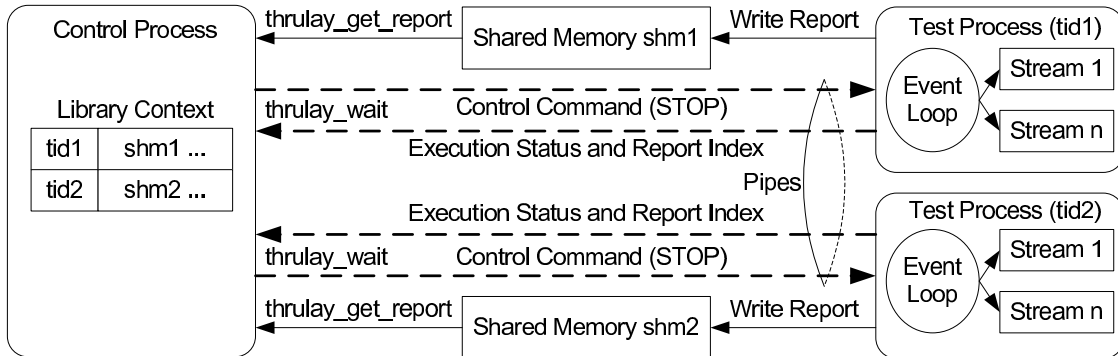 Control Process
Library Context
tid1 shm1 ...
tid2 shm2 ...
thrulay_get_report
Shared Memory shm1
Write Report
thrulay_wait
Control Command (STOP)
Execution Status and Report Index
Pipes
Execution Status and Report Index
thrulay_wait
Control Command (STOP)
thrulay_get_report
Shared Memory shm2
Write Report
Test Process (tid1)
Event
Loop
Stream 1
Stream n
Test Process (tid2)
Event
Loop
Stream 1
Stream n